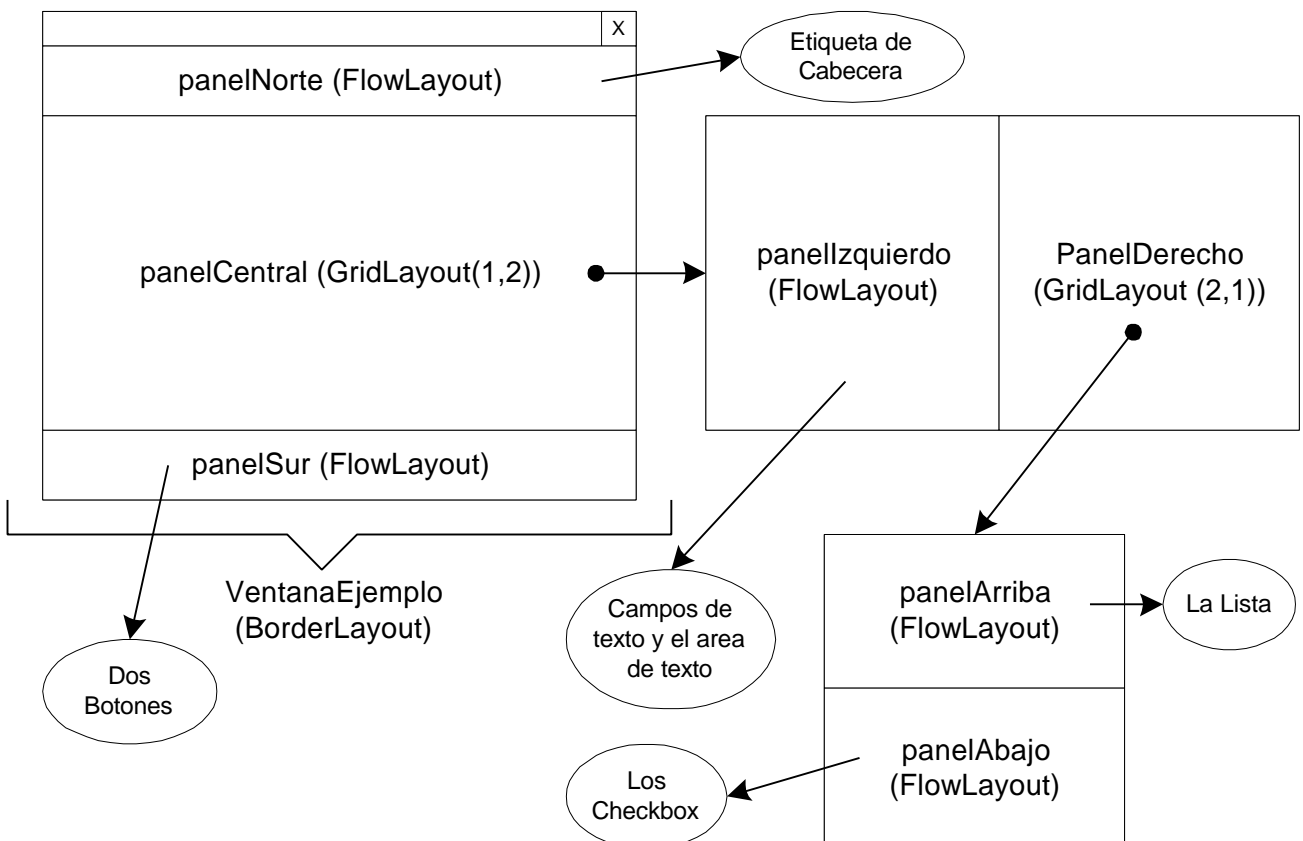 X
panelNorte (FlowLayout)
Etiqueta de
Cabecera
panelCentral (GridLayout(1,2))
panelIzquierdo
(FlowLayout)
PanelDerecho
(GridLayout (2,1))
panelSur (FlowLayout)
VentanaEjemplo
(BorderLayout)
Dos
Botones
Campos de
texto y el area
de texto
panelArriba
(FlowLayout)
La Lista
panelAbajo
(FlowLayout)
Los
Checkbox